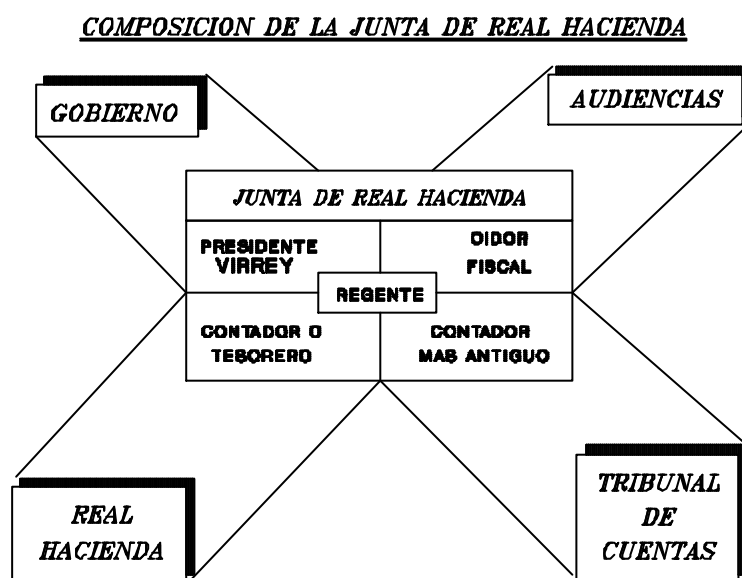 COMPOSICION DE LA JUNTA DE REAL HACIENDA
GOBIERNO
AUDIENCIAS
JUNTA DE REAL HACIENDA
PRESIDENTE
VIRREY
OIDOR
FISCAL
REGENTE
CONTADOR O
TESORERO
CONTADOR
MAS ANTIGUO
REAL
HACIENDA
TRIBUNAL
DE
CUENTAS